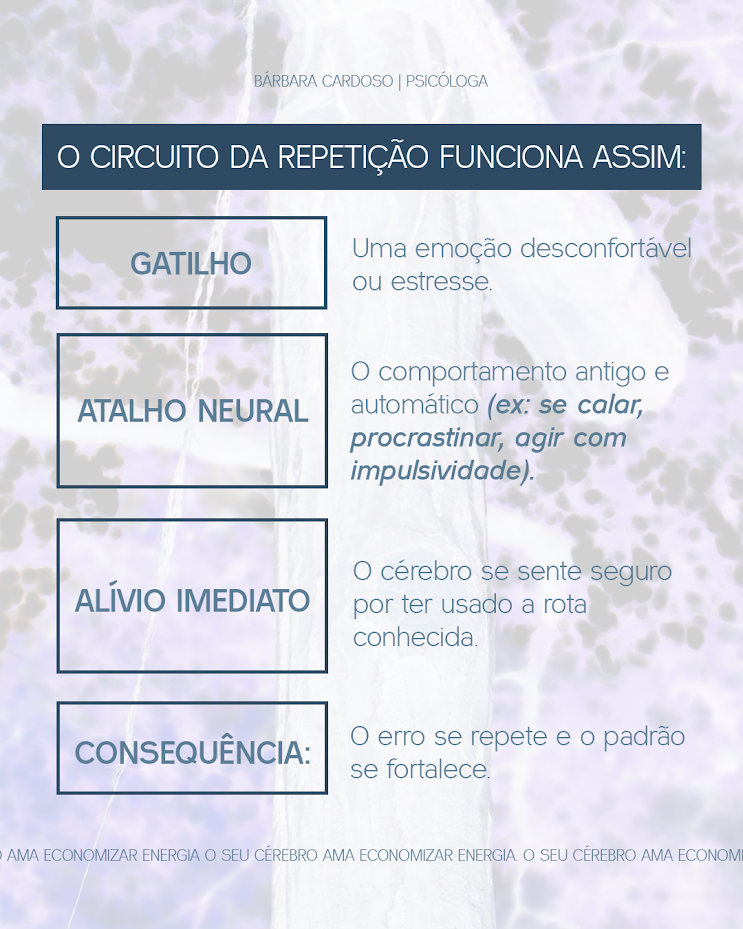 BÁRBARA CARDOSO | PSICÓLOGA
O CIRCUITO DA REPETIÇÃO FUNCIONA ASSIM:
GATILHO
Uma emoção desconfortável
ou estresse.
ATALHO NEURAL
O comportamento antigo e
automático (ex: se calar,
procrastinar, agir com
impulsividade).
ALÍVIO IMEDIATO
O cérebro se sente seguro
por ter usado a rota
conhecida.
CONSEQUÊNCIA:
O erro se repete e o padrão
se fortalece.
O AMA ECONOMIZAR ENERGIA O SEU CÉREBRO AMA ECONOMIZAR ENERGIA. O SEU CÉREBRO AMA ECONOMI